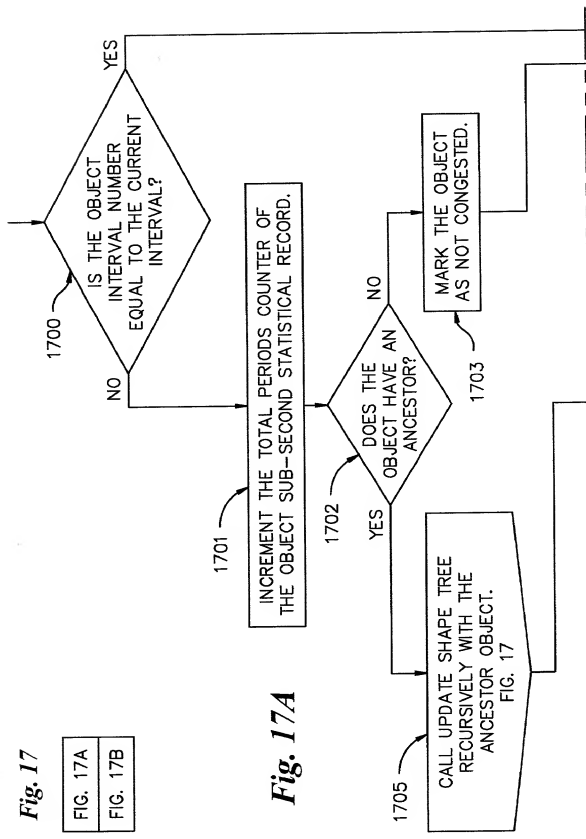 Fig. 17
FIG. 17A
FIG. 17B
Fig. 17A
1700
IS THE OBJECT
INTERVAL NUMBER
EQUAL TO THE CURRENT
INTERVAL?
YES
NO
1701
INCREMENT THE TOTAL PERIODS COUNTER OF
THE OBJECT SUB-SECOND STATISTICAL RECORD.
1702
DOES THE
OBJECT HAVE AN
ANCESTOR?
NO
YES
MARK THE OBJECT
AS NOT CONGESTED.
1703
1705
CALL UPDATE SHAPE TREE
RECURSIVELY WITH THE
ANCESTOR OBJECT.
FIG. 17